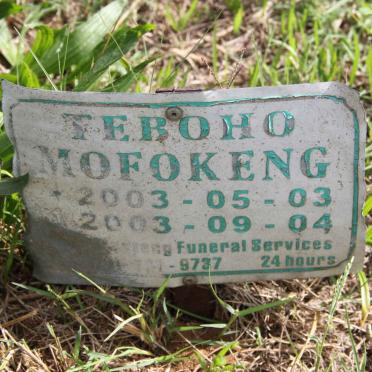 TEBOHO
MOFOKENG
* 2003 - 05 - 03
2003 - 09 - 04
Funeral Services
- 9737 24 hours